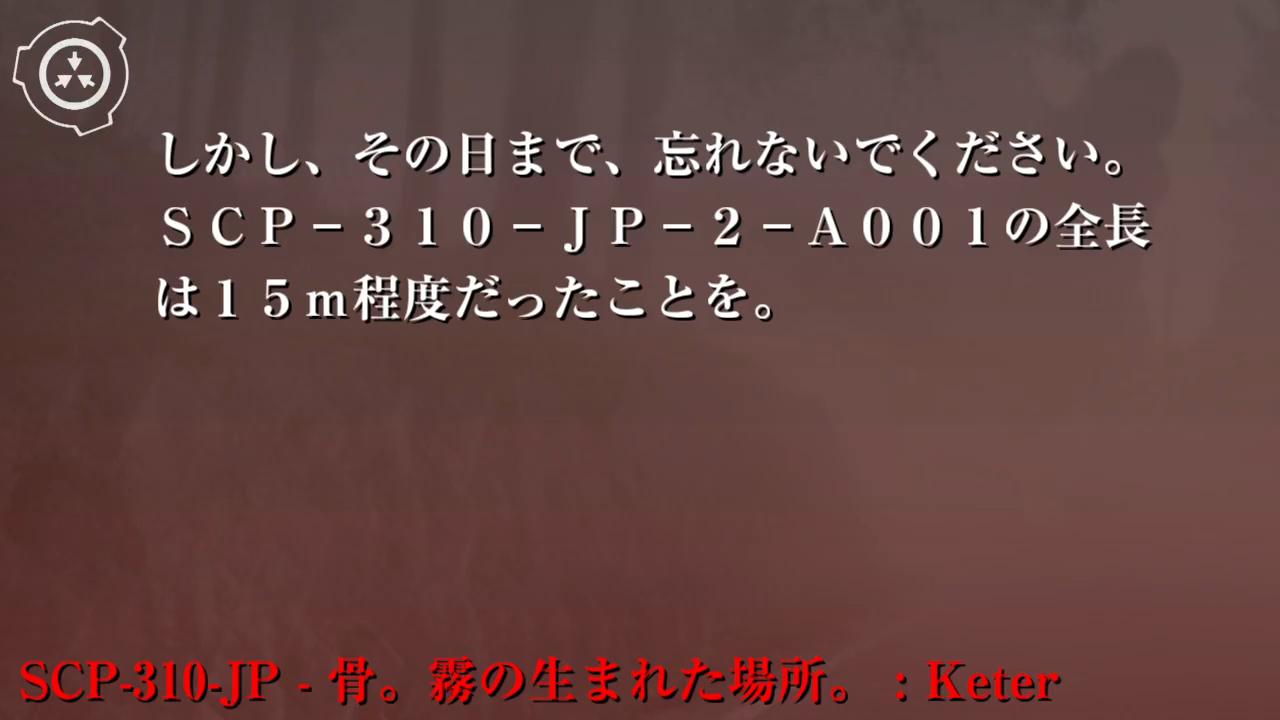 しかし、その日まで、忘れないでください。
ＳＣＰ－３１０－ＪＰ－２－Ａ００１の全長
は１５ｍ程度だったことを。
SCP-310-JP - 骨。霧の生まれた場所。 : Keter